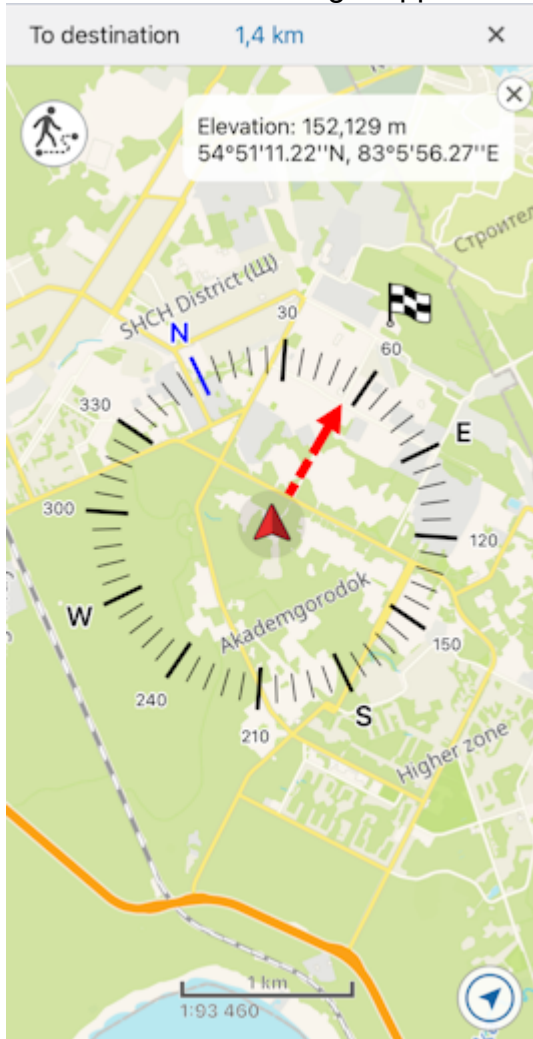 To destination 1,4 km
Elevation: 152,129 m
54°51'11.22''N, 83°5'56.27''E
SHCH District (Щ)
N
30
60
330
E
300
120
Akademgorodok
W
150
240
S
210
Higher zone
1 km
1:93 460